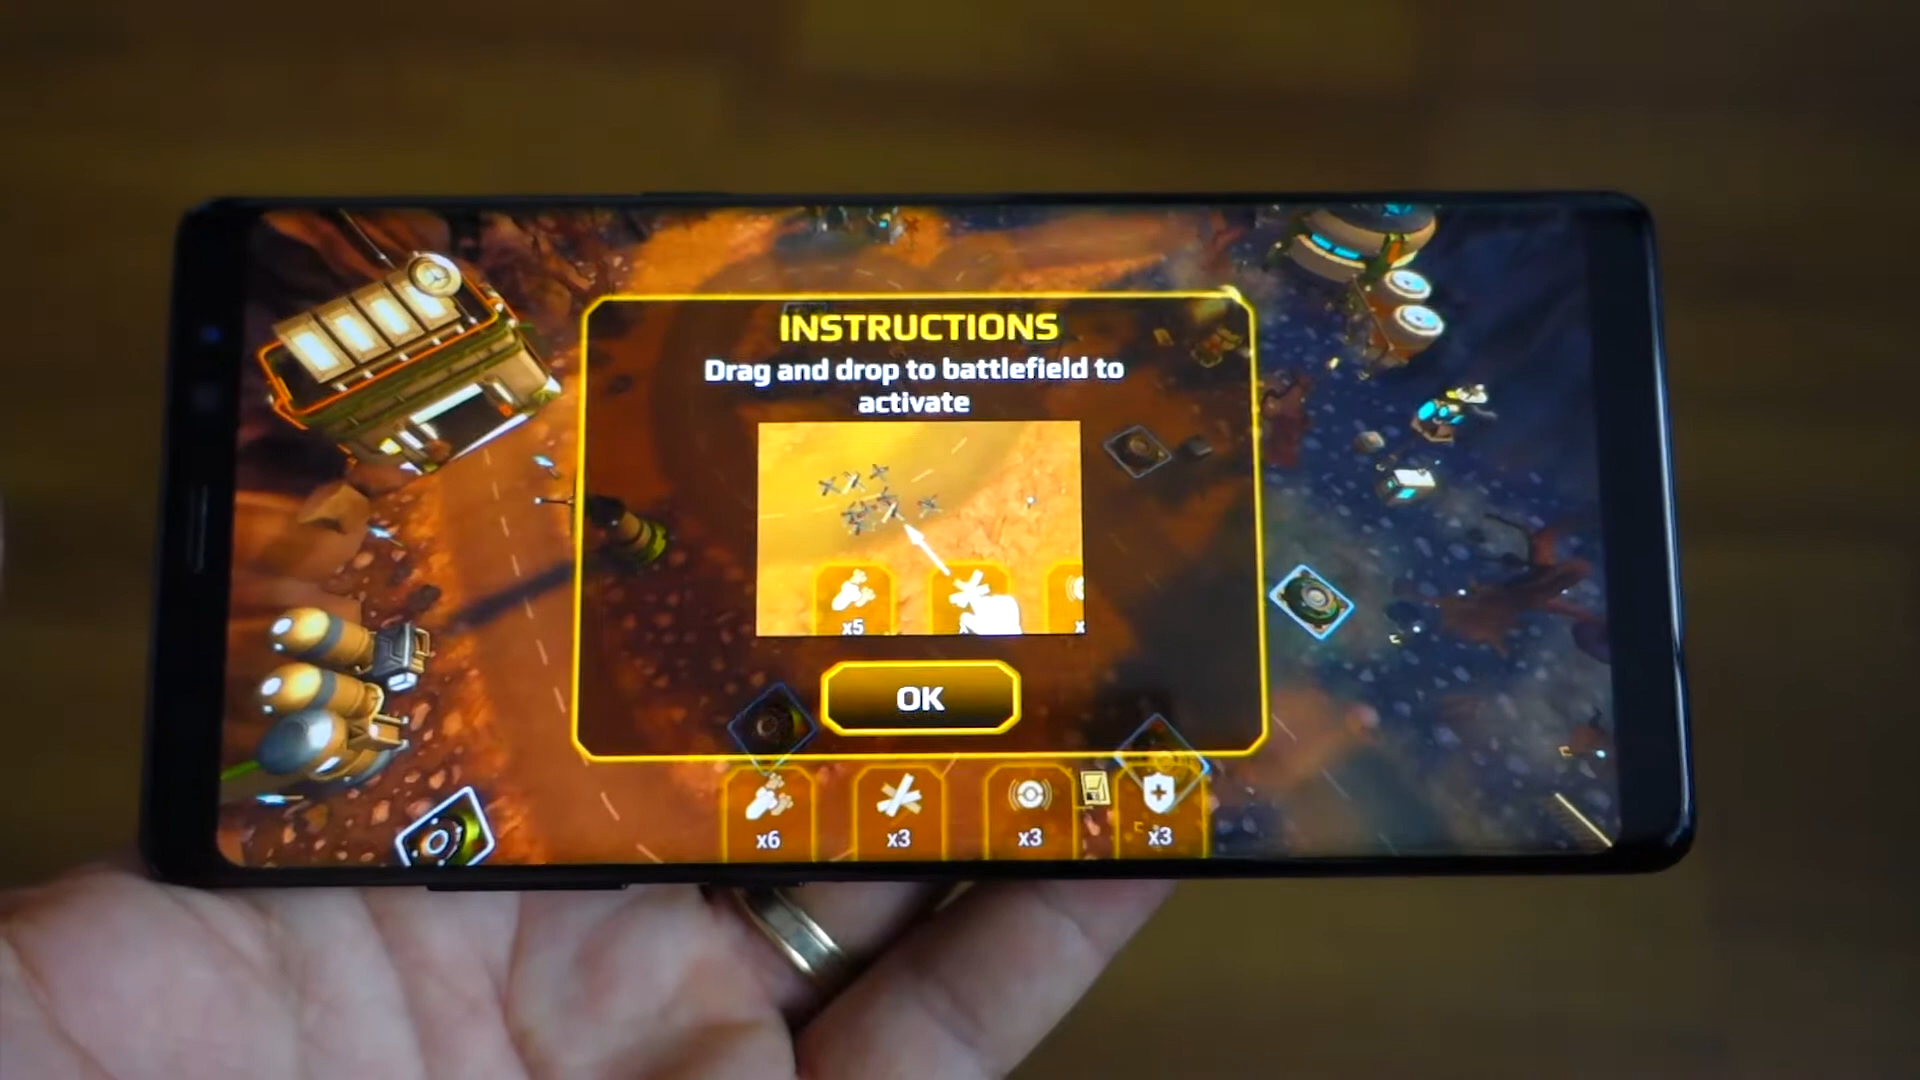 INSTRUCTIONS
Drag and drop to battlefield to
activate
x5
OK
x6
x3
x3
x3